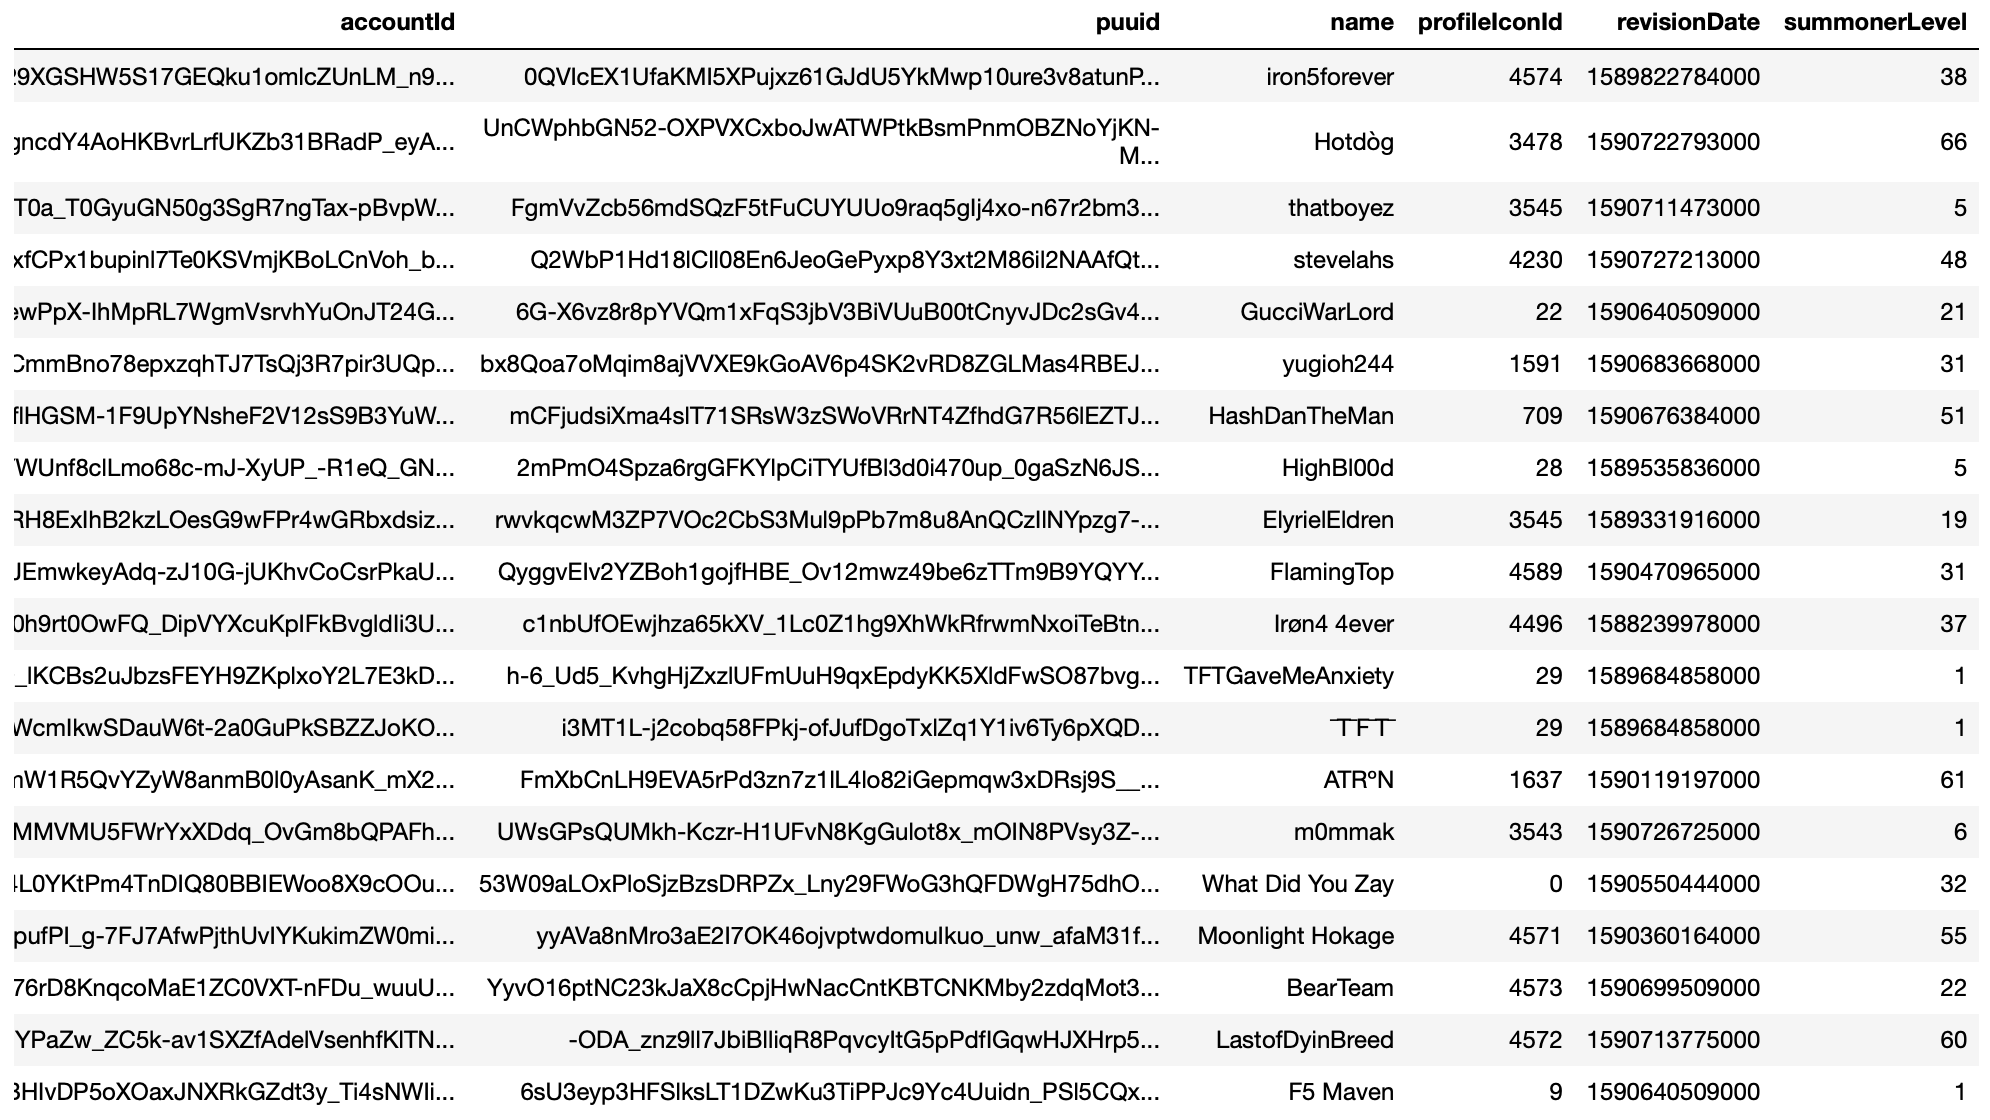 accountId puuid name profileIconId revisionDate summonerLevel
29XGSHW5S17GEQku1omlcZUnLM_n9... 0QVIcEX1UfaKMI5XPujxz61GJdU5YkMwp10ure3v8atunP... iron5forever 4574 1589822784000 38
gncdY4AoHKBvrLrfUKZb31BRadP_eyA... UnCWphbGN52-OXPVXCxboJwATWPtkBsmPnmOBZNoYjKN-M... Hotdòg 3478 1590722793000 66
T0a_T0GyuGN50g3SgR7ngTax-pBvpW... FgmVvZcb56mdSQzF5tFuCUYUUo9raq5glj4xo-n67r2bm3... thatboyez 3545 1590711473000 5
xfCPx1bupinl7Te0KSVmjKBoLCnVoh_b... Q2WbP1Hd18lCll08En6JeoGePyxp8Y3xt2M86il2NAAfQt... stevelahs 4230 1590727213000 48
ewPpX-IhMpRL7WgmVsrvhYuOnJT24G... 6G-X6vz8r8pYVQm1xFqS3jbV3BiVUuB00tCnyvJDc2sGv4... GucciWarLord 22 1590640509000 21
CmmBno78epxzqhTJ7TsQj3R7pir3UQp... bx8Qoa7oMqim8ajVVXE9kGoAV6p4SK2vRD8ZGLMas4RBEJ... yugioh244 1591 1590683668000 31
flHGSM-1F9UpYNsheF2V12sS9B3YuW... mCFjudsiXma4slT71SRsW3zSWoVRrNT4ZfhdG7R56lEZTJ... HashDanTheMan 709 1590676384000 51
WUnf8clLmo68c-mJ-XyUP_-R1eQ_GN... 2mPmO4Spza6rgGFKYlpCiTYUfBl3d0i470up_0gaSzN6JS... HighBl00d 28 1589535836000 5
RH8ExIhB2kzLOesG9wFPr4wGRbxdsiz... rwvkqcwM3ZP7VOc2CbS3Mul9pPb7m8u8AnQCzIlNYpzg7-... ElyrielEldren 3545 1589331916000 19
JEmwkeyAdq-zJ10G-jUKhvCoCsrPkaU... QyggvElv2YZBoh1gojfHBE_Ov12mwz49be6zTTm9B9YQYY... FlamingTop 4589 1590470965000 31
0h9rt0OwFQ_DipVYXcuKpIFkBvgldIi3U... c1nbUfOEwjhza65kXV_1Lc0Z1hg9XhWkRfrwmNxoiTeBtn... Irøn4 4ever 4496 1588239978000 37
_lKCBs2uJbzsFEYH9ZKplxoY2L7E3kD... h-6_Ud5_KvhgHjZxzlUFmUuH9qxEpdyKK5XldFwSO87bvg... TFTGaveMeAnxiety 29 1589684858000 1
WcmIkwSDauW6t-2a0GuPkSBZZJoKO... i3MT1L-j2cobq58FPkj-ofJufDgoTxlZq1Y1iv6Ty6pXQD... ¯T¯F¯T¯ 29 1589684858000 1
nW1R5QvYZyW8anmB0l0yAsanK_mX2... FmXbCnLH9EVA5rPd3zn7z1lL4lo82iGepmqw3xDRsj9S__... ATRºN 1637 1590119197000 61
MMVMU5FWrYxXDdq_OvGm8bQPAFh... UWsGPsQUMkh-Kczr-H1UFvN8KgGulot8x_mOIN8PVsy3Z-... m0mmak 3543 1590726725000 6
4L0YKtPm4TnDIQ80BBIEWoo8X9cOOu... 53W09aLOxPloSjzBzsDRPZx_Lny29FWoG3hQFDWgH75dhO... What Did You Zay 0 1590550444000 32
pufPl_g-7FJ7AfwPjthUvIYKukimZW0mi... yyAVa8nMro3aE2I7OK46ojvptwdomulkuo_unw_afaM31f... Moonlight Hokage 4571 1590360164000 55
76rD8KnqcoMaE1ZC0VXT-nFDu_wuuU... YyvO16ptNC23kJaX8cCpjHwNacCntKBTCNKMby2zdqMot3... BearTeam 4573 1590699509000 22
YPaZw_ZC5k-av1SXZfAdelVsenhfKlTN... -ODA_znz9ll7JbiBlliqR8PqvcyItG5pPdflGqwHJXHrp5... LastofDyinBreed 4572 1590713775000 60
3HIvDP5oXOaxJNXRkGZdt3y_Ti4sNWli... 6sU3eyp3HFSlksLT1DZwKu3TiPPJc9Yc4Uuidn_PSl5CQx... F5 Maven 9 1590640509000 1